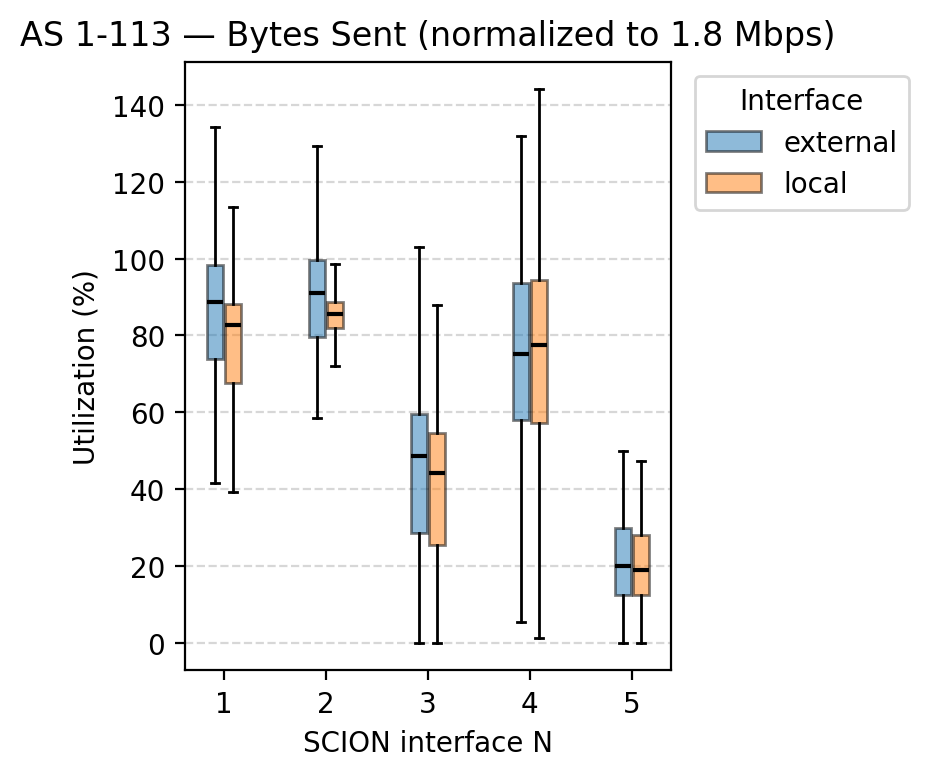 AS 1-113 — Bytes Sent (normalized to 1.8 Mbps)
Interface
external
local
Utilization (%)
140
120
100
80
60
40
20
0
1 2 3 4 5
SCION interface N